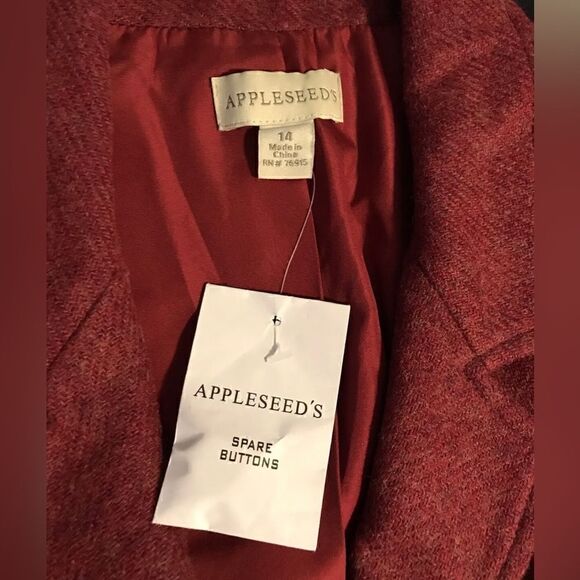 APPLESEED'S
14
Made in
China
RN# 76915
APPLESEED'S
SPARE
BUTTONS